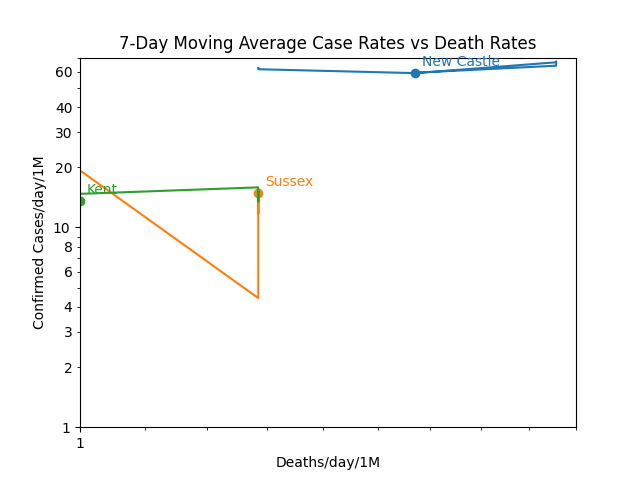 7-Day Moving Average Case Rates vs Death Rates
New Castle
60
40
30
20
Kent
Sussex
10
8
6
4
3
2
1
1
Confirmed Cases/day/1M
Deaths/day/1M